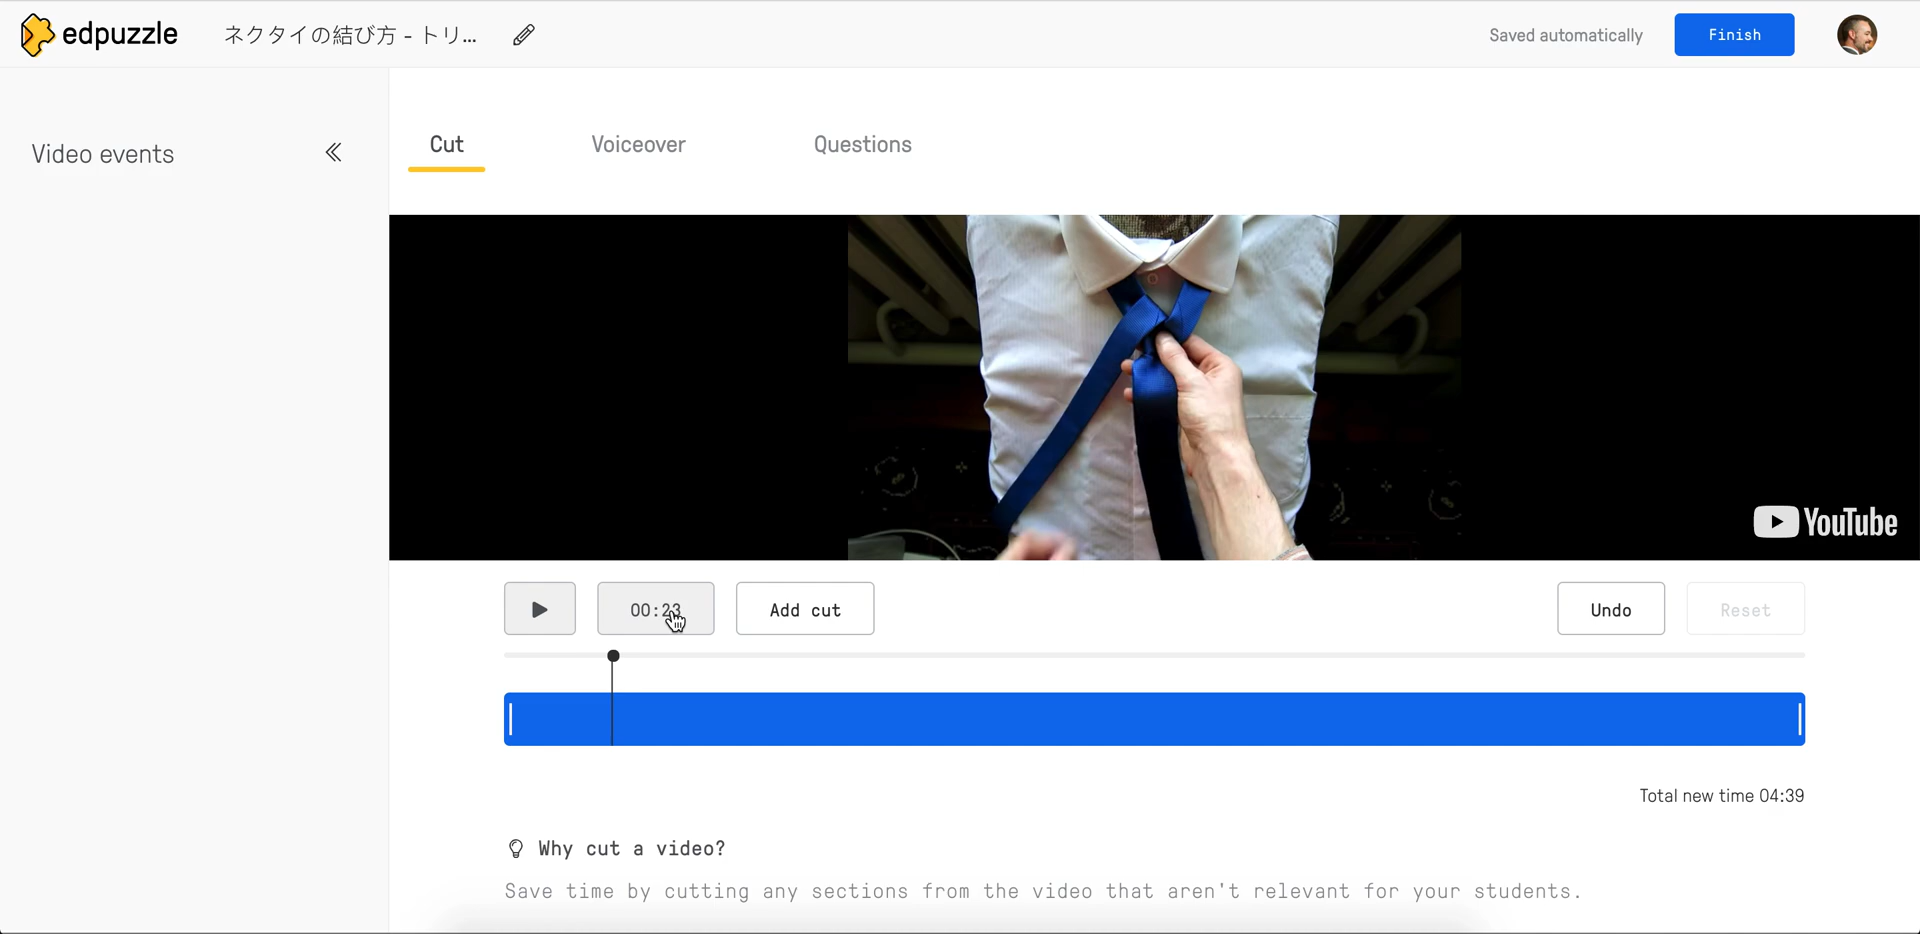 edpuzzle
ネクタイの結び方 - トリ...
Saved automatically
Finish
Video events
Cut
Voiceover
Questions
YouTube
00:23
Add cut
Undo
Reset
Total new time 04:39
Why cut a video?
Save time by cutting any sections from the video that aren't relevant for your students.